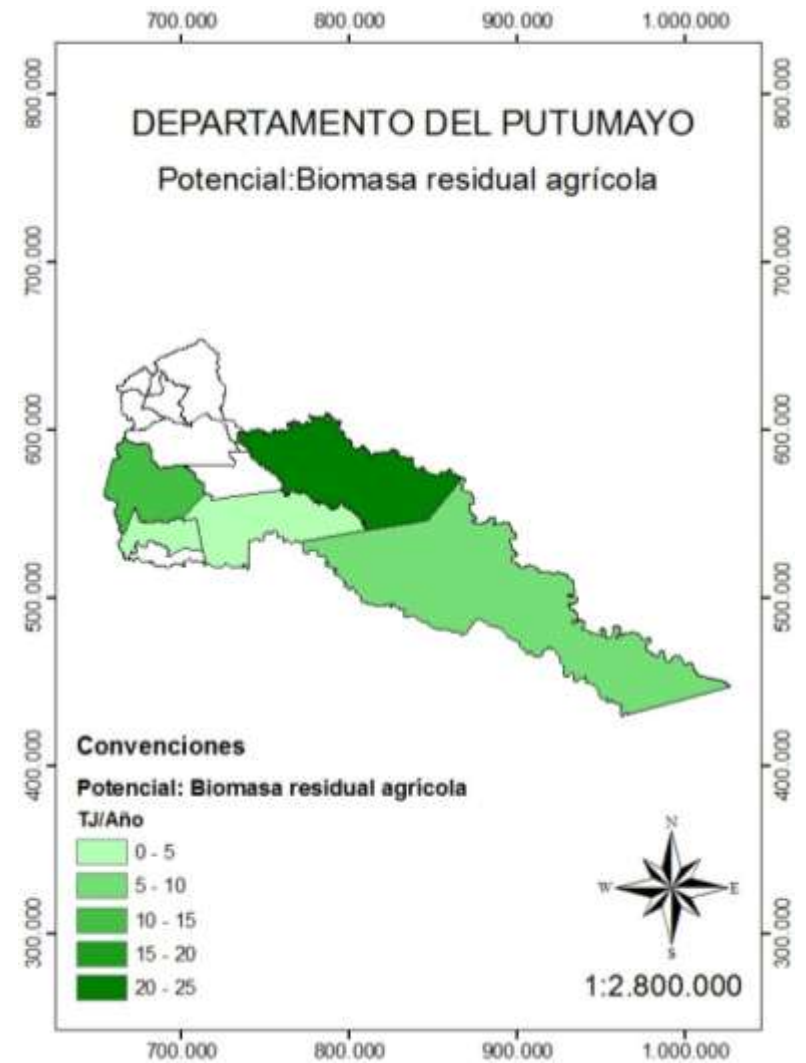 700.000 800.000 900.000 1.000.000
800.000 800.000
DEPARTAMENTO DEL PUTUMAYO
Potencial:Biomasa residual agrícola
700.000 700.000
600.000 600.000
500.000 500.000
Convenciones
400.000 400.000
Potencial: Biomasa residual agrícola
TJ/Año
0 - 5
5 - 10
10 - 15
15 - 20
20 - 25
N
W E
S
300.000 300.000
1:2.800.000
700.000 800.000 900.000 1.000.000